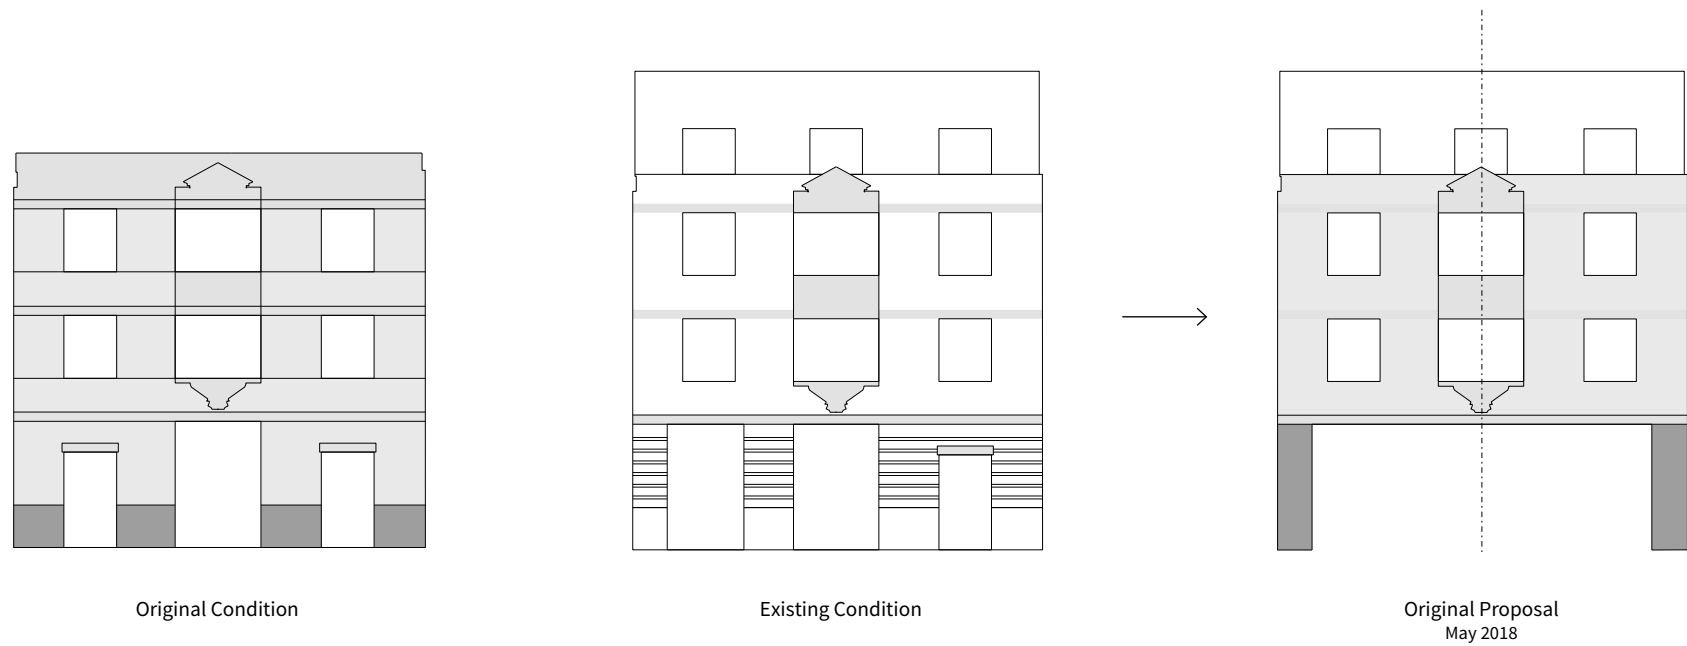 Original Condition
Existing Condition
Original Proposal
May 2018